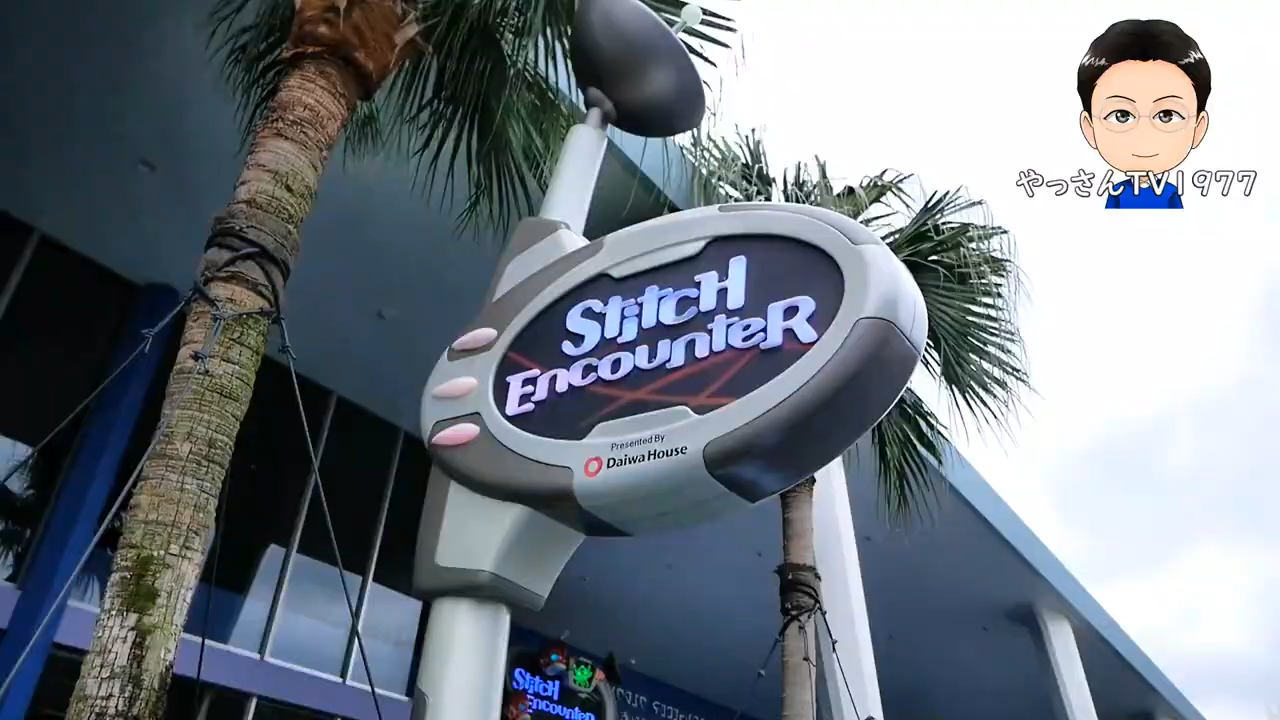 やっさんTV1977
Stitch
Encounter
Presented By
Daiwa House
Stitch
Encounter